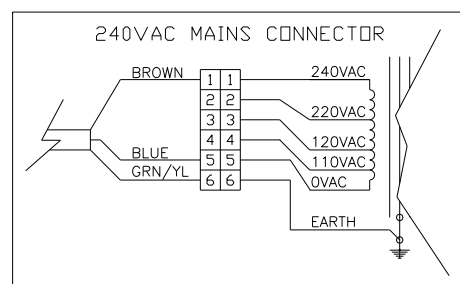 240VAC MAINS CONNECTOR
BROWN 1 1 240VAC
2 2 220VAC
3 3 120VAC
4 4 110VAC
BLUE 5 5 0VAC
GRN/YL 6 6
EARTH